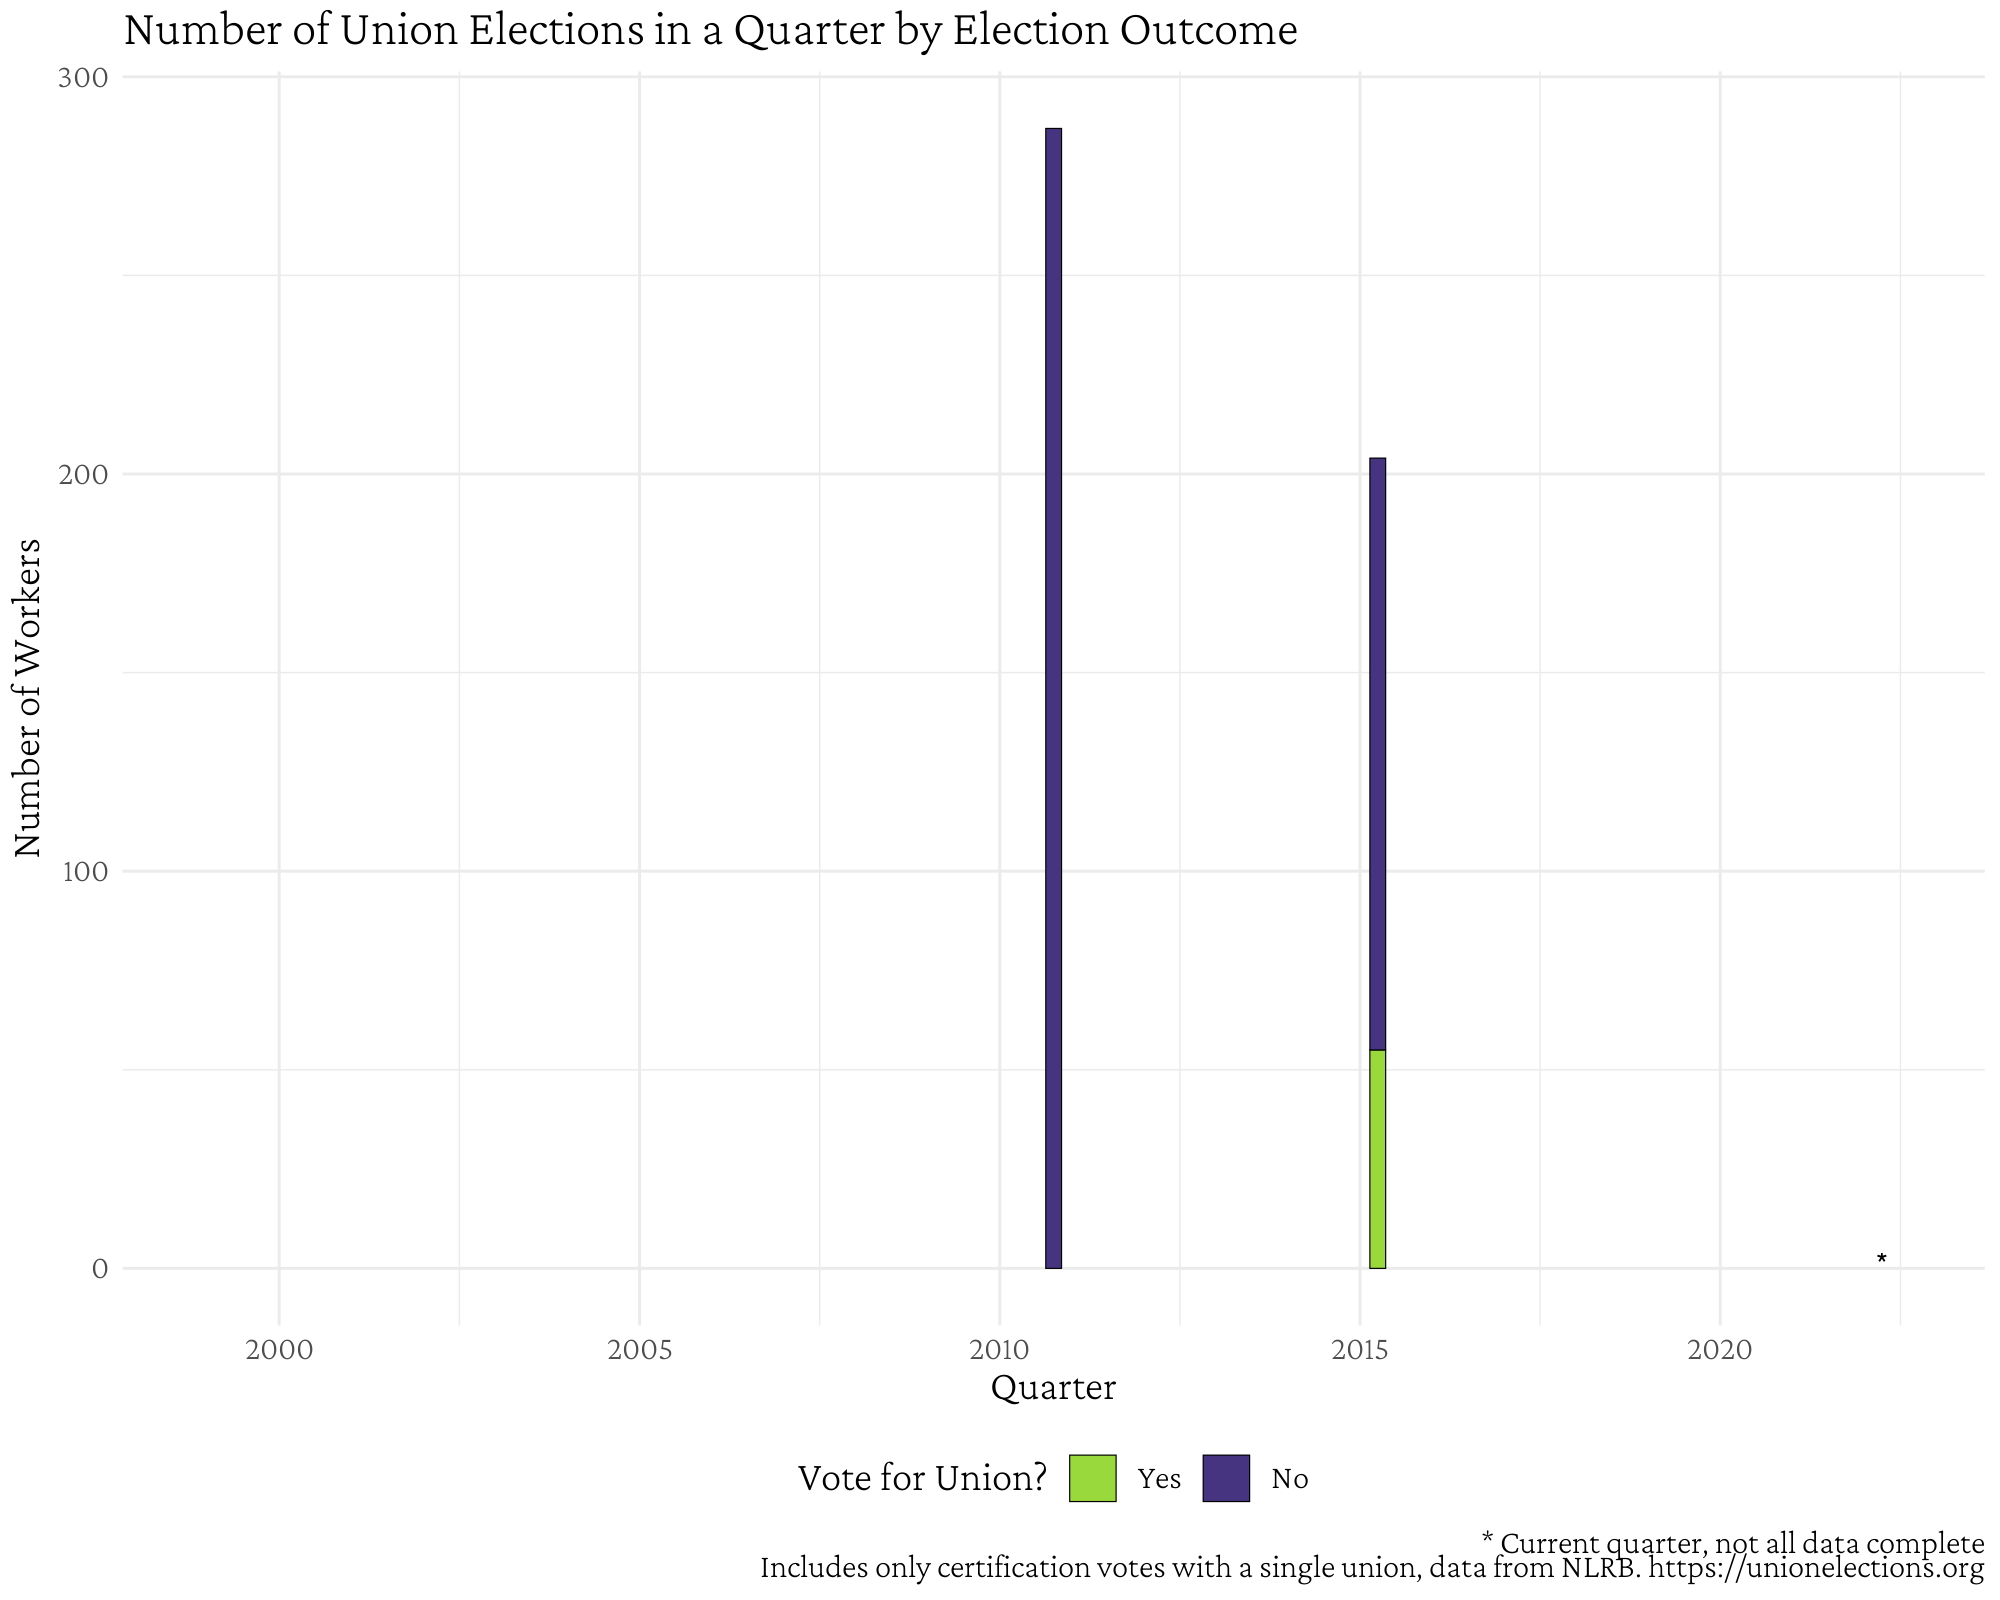 Number of Union Elections in a Quarter by Election Outcome
300
200
100
0
Number of Workers
*
2000 2005 2010 2015 2020
Quarter
Vote for Union? Yes No
* Current quarter, not all data complete
Includes only certification votes with a single union, data from NLRB. https://unionelections.org